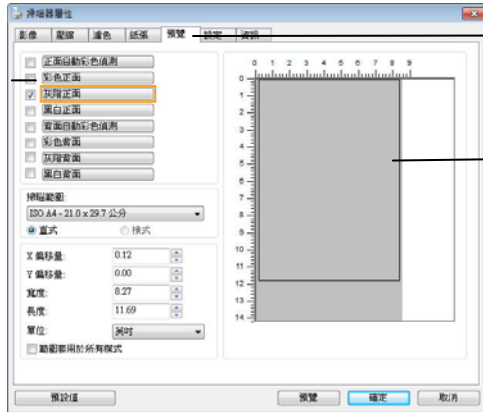 掃描器屬性
影像 壓縮 濾色 紙張 預覽 設定 資訊
正面自動彩色偵測
彩色正面
灰階正面
黑白正面
背面自動彩色偵測
彩色背面
灰階背面
黑白背面
掃瞄範圍:
ISO A4 - 21.0 x 29.7 公分
直式 橫式
X 偏移量: 0.12
Y 偏移量: 0.00
寬度: 8.27
長度: 11.69
單位: 英吋
範圍套用於所有模式
0 1 2 3 4 5 6 7 8 9
0
1
2
3
4
5
6
7
8
9
10
11
12
13
14
預設值 預覽 確定 取消